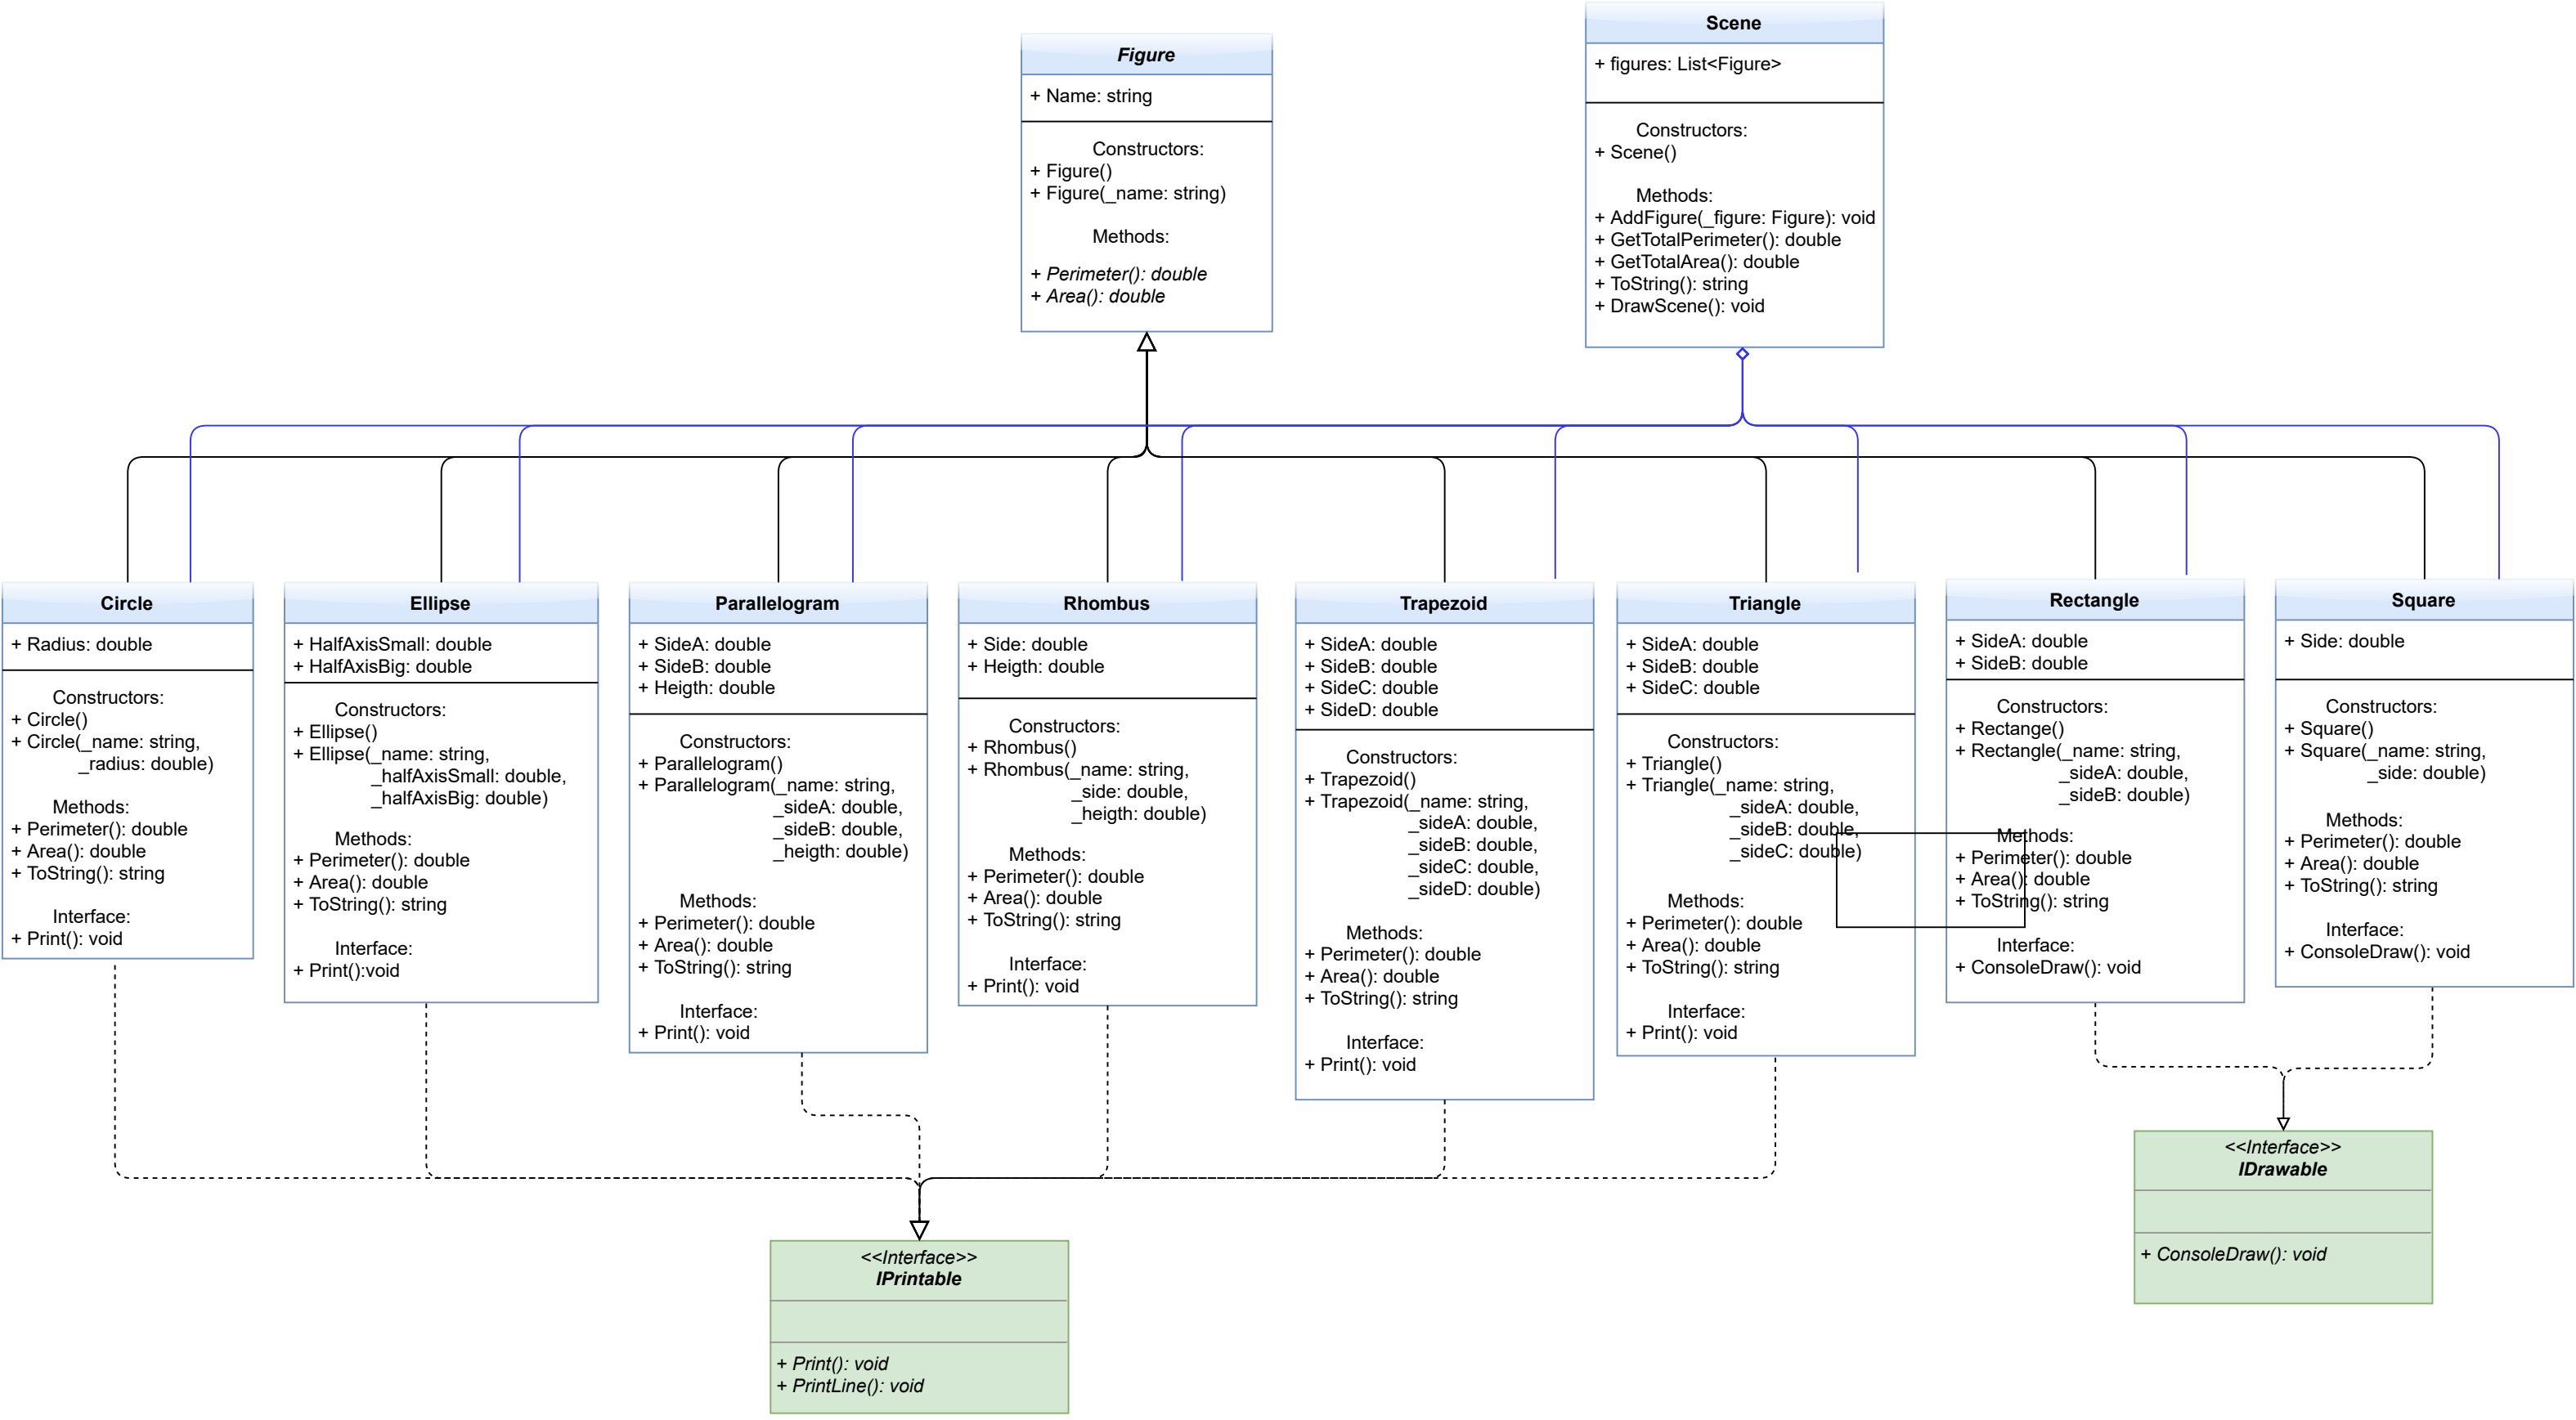 Figure
+ Name: string
Constructors:
+ Figure()
+ Figure(_name: string)
Methods:
+ Perimeter(): double
+ Area(): double
Scene
+ figures: List<Figure>
Constructors:
+ Scene()
Methods:
+ AddFigure(_figure: Figure): void
+ GetTotalPerimeter(): double
+ GetTotalArea(): double
+ ToString(): string
+ DrawScene(): void
Circle
+ Radius: double
Constructors:
+ Circle()
+ Circle(_name: string,
_radius: double)
Methods:
+ Perimeter(): double
+ Area(): double
+ ToString(): string
Interface:
+ Print(): void
Ellipse
+ HalfAxisSmall: double
+ HalfAxisBig: double
Constructors:
+ Ellipse()
+ Ellipse(_name: string,
_halfAxisSmall: double,
_halfAxisBig: double)
Methods:
+ Perimeter(): double
+ Area(): double
+ ToString(): string
Interface:
+ Print():void
Parallelogram
+ SideA: double
+ SideB: double
+ Heigth: double
Constructors:
+ Parallelogram()
+ Parallelogram(_name: string,
_sideA: double,
_sideB: double,
_heigth: double)
Methods:
+ Perimeter(): double
+ Area(): double
+ ToString(): string
Interface:
+ Print(): void
Rhombus
+ Side: double
+ Heigth: double
Constructors:
+ Rhombus()
+ Rhombus(_name: string,
_side: double,
_heigth: double)
Methods:
+ Perimeter(): double
+ Area(): double
+ ToString(): string
Interface:
+ Print(): void
Trapezoid
+ SideA: double
+ SideB: double
+ SideC: double
+ SideD: double
Constructors:
+ Trapezoid()
+ Trapezoid(_name: string,
_sideA: double,
_sideB: double,
_sideC: double,
_sideD: double)
Methods:
+ Perimeter(): double
+ Area(): double
+ ToString(): string
Interface:
+ Print(): void
Triangle
+ SideA: double
+ SideB: double
+ SideC: double
Constructors:
+ Triangle()
+ Triangle(_name: string,
_sideA: double,
_sideB: double,
_sideC: double)
Methods:
+ Perimeter(): double
+ Area(): double
+ ToString(): string
Interface:
+ Print(): void
Rectangle
+ SideA: double
+ SideB: double
Constructors:
+ Rectange()
+ Rectangle(_name: string,
_sideA: double,
_sideB: double)
Methods:
+ Perimeter(): double
+ Area(): double
+ ToString(): string
Interface:
+ ConsoleDraw(): void
Square
+ Side: double
Constructors:
+ Square()
+ Square(_name: string,
_side: double)
Methods:
+ Perimeter(): double
+ Area(): double
+ ToString(): string
Interface:
+ ConsoleDraw(): void
<<Interface>>
IPrintable
+ Print(): void
+ PrintLine(): void
<<Interface>>
IDrawable
+ ConsoleDraw(): void